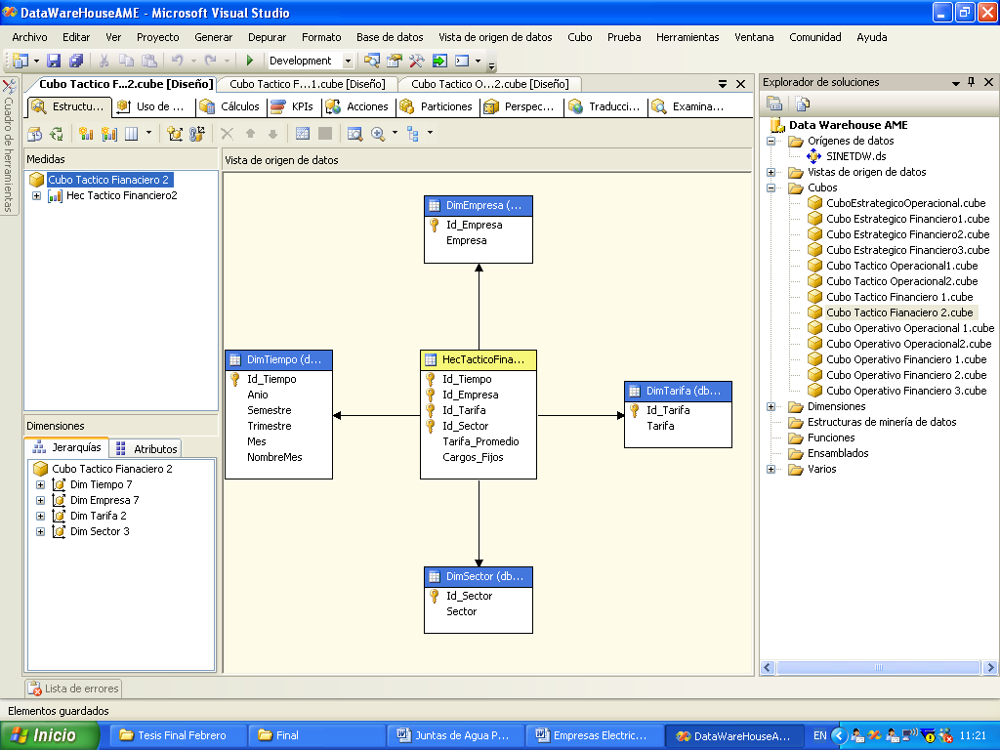 DataWareHouseAME - Microsoft Visual Studio
Archivo Editar Ver Proyecto Generar Depurar Formato Base de datos Vista de origen de datos Cubo Prueba Herramientas Ventana Comunidad Ayuda
Development
Cuadro de herramientas
Cubo Tactico F...2.cube [Diseño] Cubo Tactico F...1.cube [Diseño] Cubo Tactico O...2.cube [Diseño]
Estructu... Uso de ... Cálculos KPIs Acciones Particiones Perspec... Traducci... Examina...
Medidas
Cubo Tactico Fianaciero 2
Hec Tactico Financiero2
Dimensiones
Jerarquías Atributos
Cubo Tactico Fianaciero 2
Dim Tiempo 7
Dim Empresa 7
Dim Tarifa 2
Dim Sector 3
Vista de origen de datos
DimEmpresa (...
Id_Empresa
Empresa
DimTiempo (d...
Id_Tiempo
Anio
Semestre
Trimestre
Mes
NombreMes
HecTacticoFina...
Id_Tiempo
Id_Empresa
Id_Tarifa
Id_Sector
Tarifa_Promedio
Cargos_Fijos
DimTarifa (db...
Id_Tarifa
Tarifa
DimSector (db...
Id_Sector
Sector
Explorador de soluciones
Data Warehouse AME
Orígenes de datos
SINETDW.ds
Vistas de origen de datos
Cubos
CuboEstrategicoOperacional.cube
Cubo Estrategico Financiero1.cube
Cubo Estrategico Financiero2.cube
Cubo Estrategico Financiero3.cube
Cubo Tactico Operacional1.cube
Cubo Tactico Operacional2.cube
Cubo Tactico Financiero 1.cube
Cubo Tactico Fianaciero 2.cube
Cubo Operativo Operacional 1.cube
Cubo Operativo Operacional2.cube
Cubo Operativo Financiero 1.cube
Cubo Operativo Financiero 2.cube
Cubo Operativo Financiero 3.cube
Dimensiones
Estructuras de minería de datos
Funciones
Ensamblados
Varios
Lista de errores
Elementos guardados
Inicio Tesis Final Febrero Final Juntas de Agua P... Empresas Electric... DataWareHouseA... EN 11:21